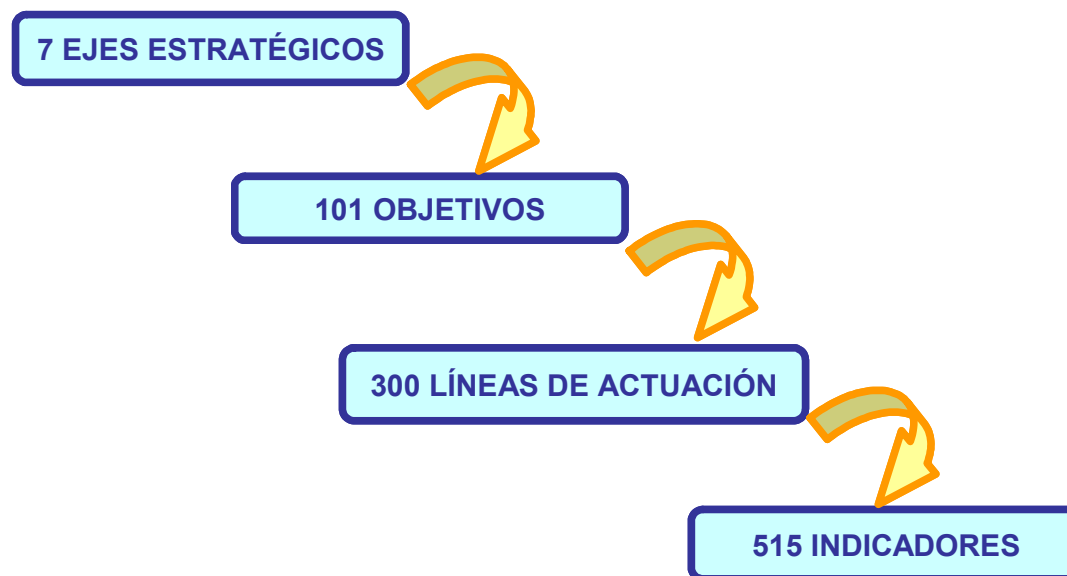 7 EJES ESTRATÉGICOS
101 OBJETIVOS
300 LÍNEAS DE ACTUACIÓN
515 INDICADORES